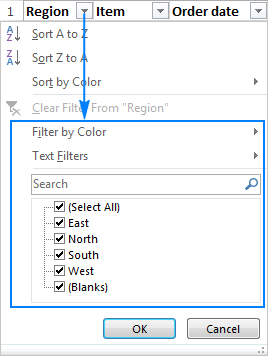 1 Region Item Order date
Sort A to Z
Sort Z to A
Sort by Color
Clear Filter From "Region"
Filter by Color
Text Filters
Search
(Select All)
East
North
South
West
(Blanks)
OK Cancel